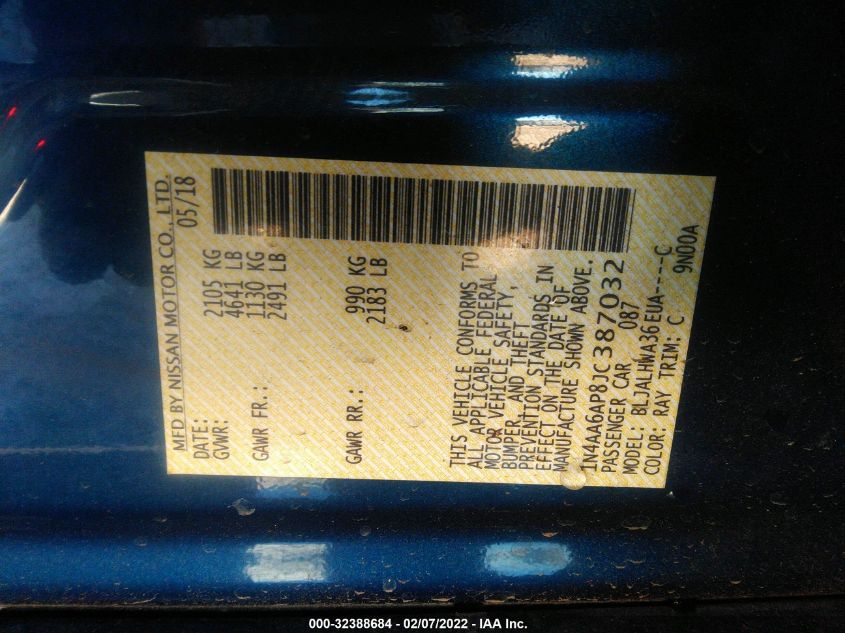 MFD BY NISSAN MOTOR CO., LTD.
DATE: 05/18
GVWR: 2105 KG
4641 LB
GAWR FR.: 1130 KG
2491 LB
GAWR RR.: 990 KG
2183 LB
THIS VEHICLE CONFORMS TO
ALL APPLICABLE FEDERAL
MOTOR VEHICLE SAFETY,
BUMPER AND THEFT
PREVENTION STANDARDS IN
EFFECT ON THE DATE OF
MANUFACTURE SHOWN ABOVE.
1N4AA6AP8JC387032
PASSENGER CAR 087
MODEL: BLJALHWA36EUA----C
COLOR: RAY TRIM: C 9N00A
000-32388684 - 02/07/2022 - IAA Inc.